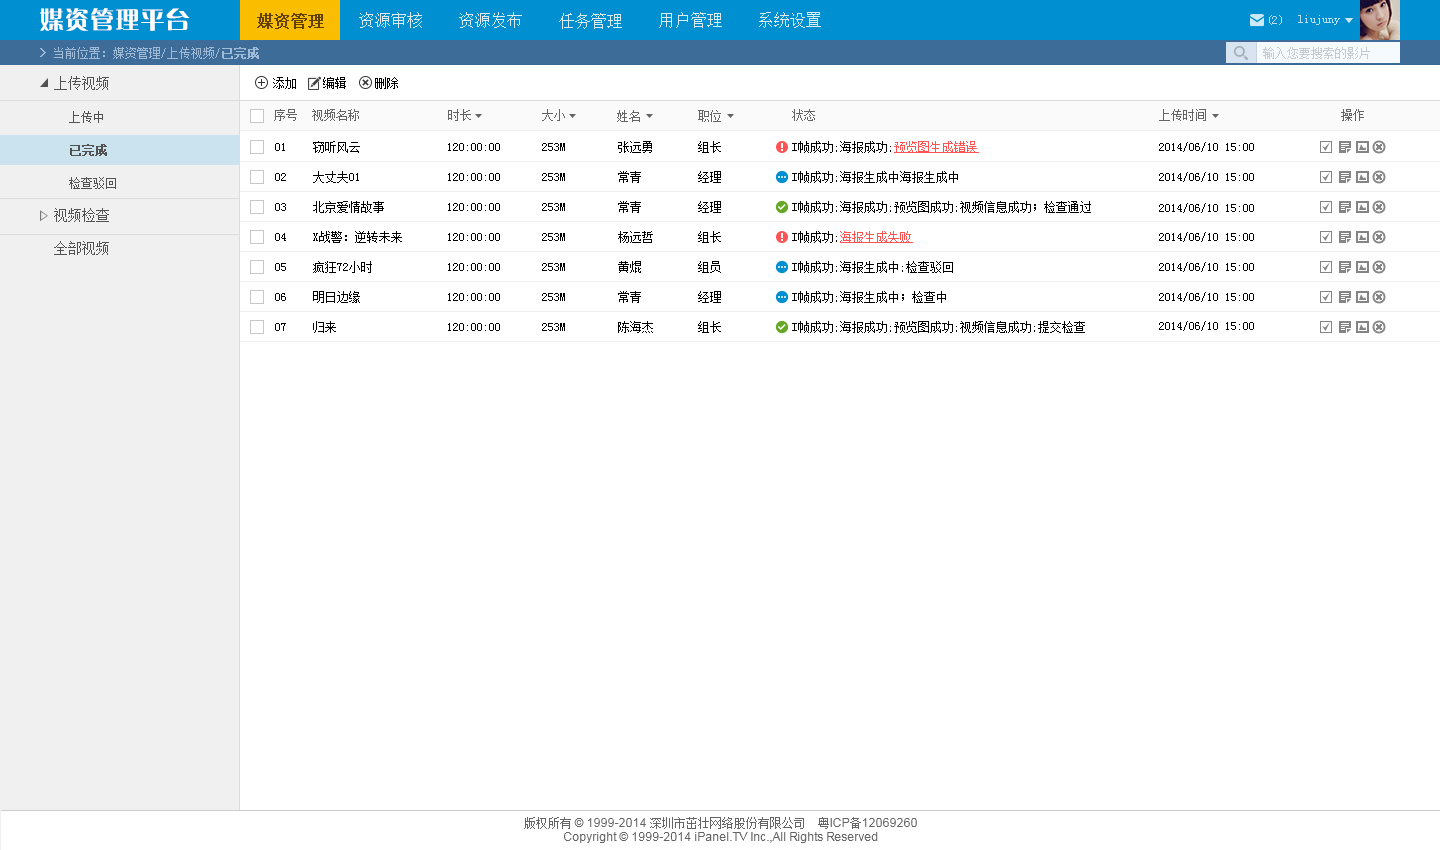 媒资管理平台 媒资管理 资源审核 资源发布 任务管理 用户管理 系统设置 (2) liujuny
当前位置：媒资管理/上传视频/已完成 输入您要搜索的影片
上传视频
上传中
已完成
检查驳回
视频检查
全部视频
添加 编辑 删除
序号 视频名称 时长 大小 姓名 职位 状态 上传时间 操作
01 窃听风云 120:00:00 253M 张远勇 组长 I帧成功;海报成功;预览图生成错误 2014/06/10 15:00
02 大丈夫01 120:00:00 253M 常青 经理 I帧成功;海报生成中海报生成中 2014/06/10 15:00
03 北京爱情故事 120:00:00 253M 常青 经理 I帧成功;海报成功;预览图成功;视频信息成功；检查通过 2014/06/10 15:00
04 X战警：逆转未来 120:00:00 253M 杨远哲 组长 I帧成功;海报生成失败 2014/06/10 15:00
05 疯狂72小时 120:00:00 253M 黄焜 组员 I帧成功;海报生成中;检查驳回 2014/06/10 15:00
06 明日边缘 120:00:00 253M 常青 经理 I帧成功;海报生成中；检查中 2014/06/10 15:00
07 归来 120:00:00 253M 陈海杰 组长 I帧成功;海报成功;预览图成功;视频信息成功;提交检查 2014/06/10 15:00
版权所有 © 1999-2014 深圳市茁壮网络股份有限公司 粤ICP备12069260
Copyright © 1999-2014 iPanel.TV Inc.,All Rights Reserved